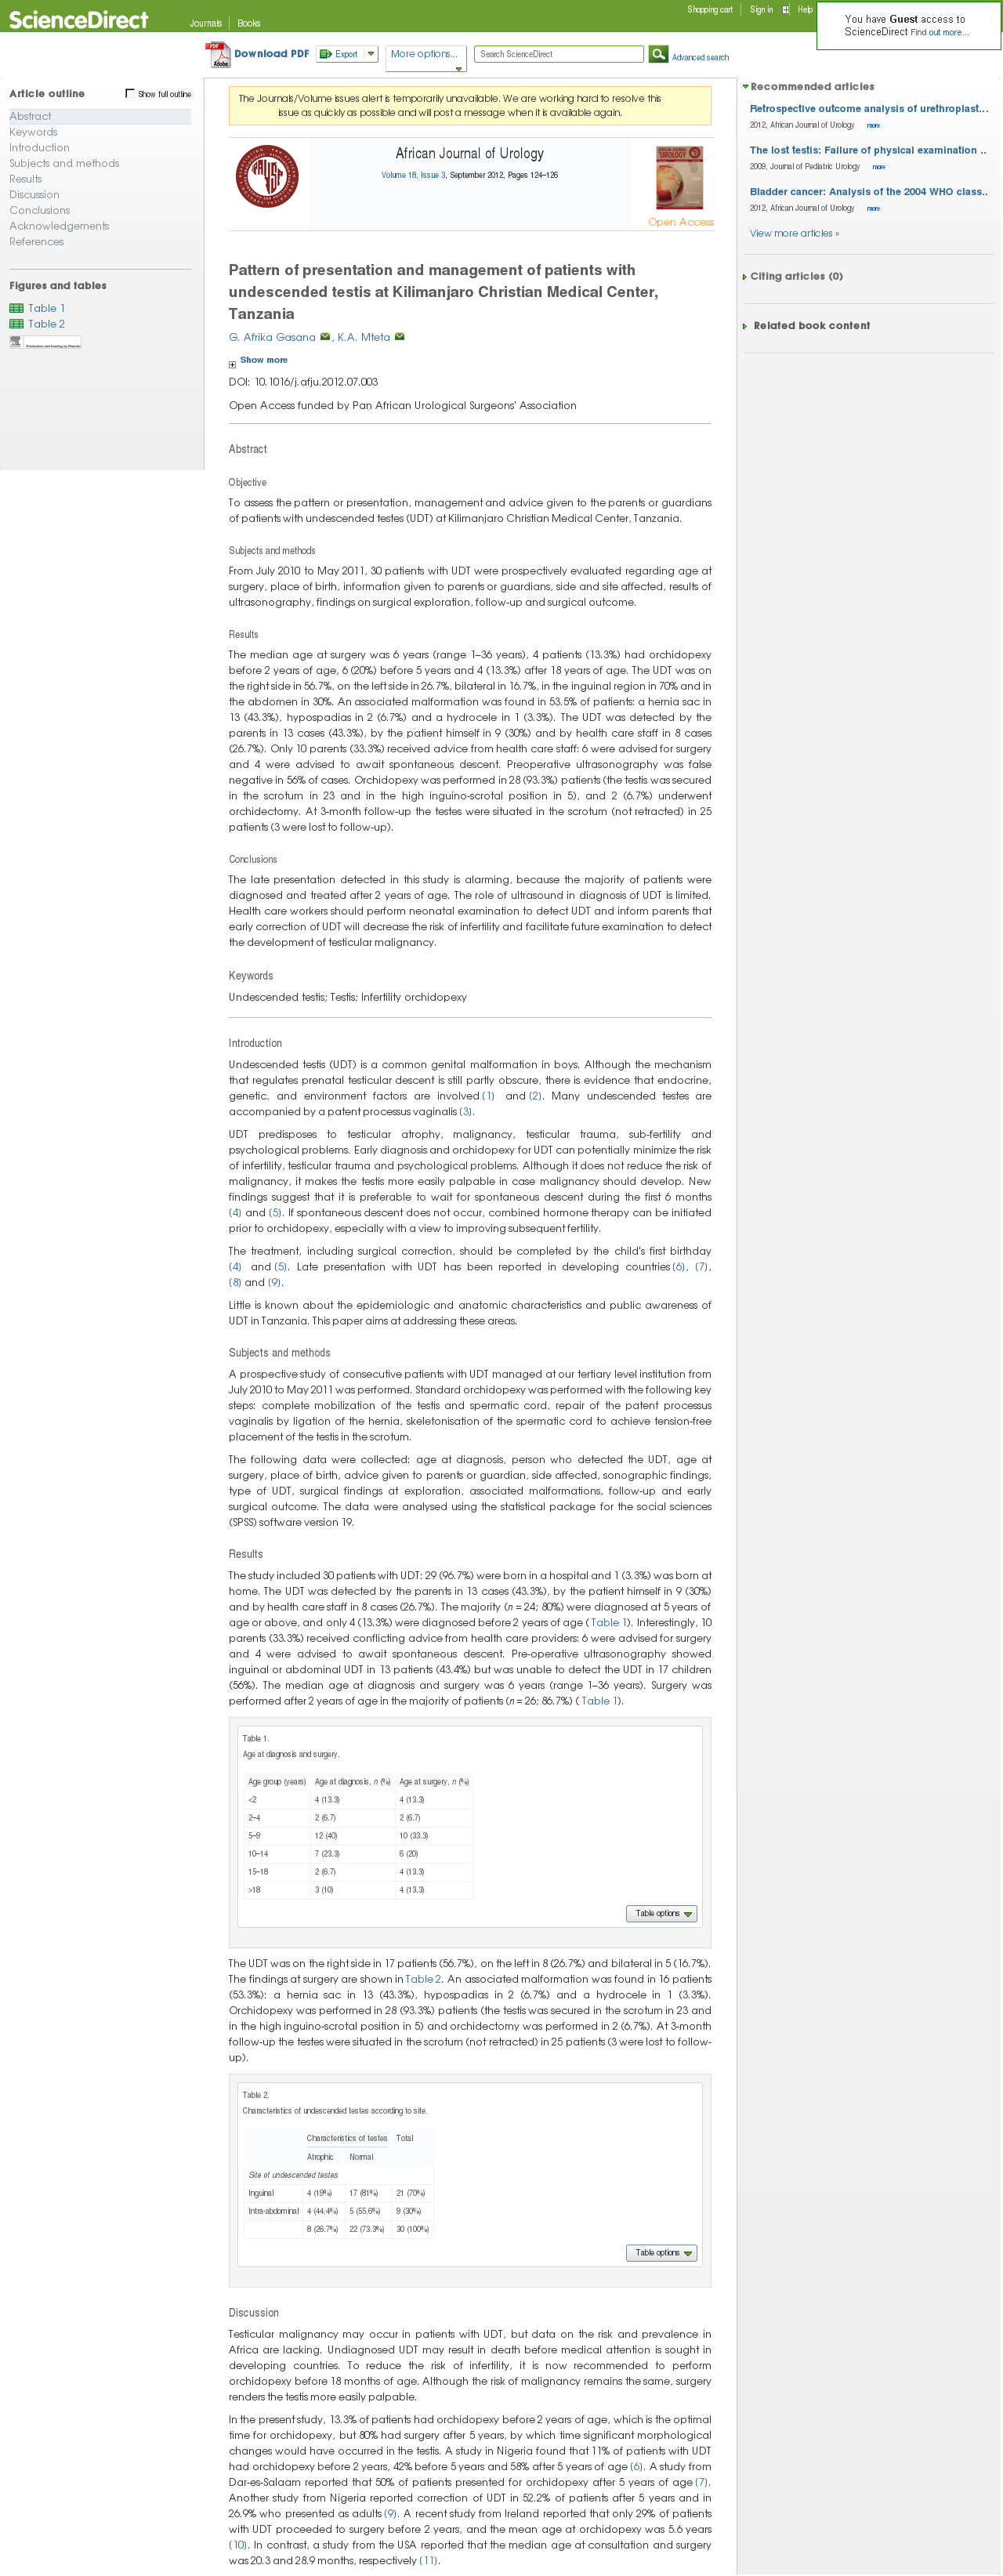 ScienceDirect
Journals
Books
Shopping cart
Sign in
Help
You have Guest access to
ScienceDirect Find out more...
Download PDF
Export
More options...
Search ScienceDirect
Advanced search
Article outline
Show full outline
Abstract
Keywords
Introduction
Subjects and methods
Results
Discussion
Conclusions
Acknowledgements
References
Figures and tables
Table 1
Table 2
The Journals/Volume issues alert is temporarily unavailable. We are working hard to resolve this
issue as quickly as possible and will post a message when it is available again.
African Journal of Urology
Volume 18, Issue 3, September 2012, Pages 124–126
UROLOGY
Open Access
Pattern of presentation and management of patients with
undescended testis at Kilimanjaro Christian Medical Center,
Tanzania
G. Afrika Gasana , K.A. Mteta
Show more
DOI: 10.1016/j.afju.2012.07.003
Open Access funded by Pan African Urological Surgeons' Association
Abstract
Objective
To assess the pattern or presentation, management and advice given to the parents or guardians
of patients with undescended testes (UDT) at Kilimanjaro Christian Medical Center, Tanzania.
Subjects and methods
From July 2010 to May 2011, 30 patients with UDT were prospectively evaluated regarding age at
surgery, place of birth, information given to parents or guardians, side and site affected, results of
ultrasonography, findings on surgical exploration, follow-up and surgical outcome.
Results
The median age at surgery was 6 years (range 1–36 years), 4 patients (13.3%) had orchidopexy
before 2 years of age, 6 (20%) before 5 years and 4 (13.3%) after 18 years of age. The UDT was on
the right side in 56.7%, on the left side in 26.7%, bilateral in 16.7%, in the inguinal region in 70% and in
the abdomen in 30%. An associated malformation was found in 53.5% of patients: a hernia sac in
13 (43.3%), hypospadias in 2 (6.7%) and a hydrocele in 1 (3.3%). The UDT was detected by the
parents in 13 cases (43.3%), by the patient himself in 9 (30%) and by health care staff in 8 cases
(26.7%). Only 10 parents (33.3%) received advice from health care staff: 6 were advised for surgery
and 4 were advised to await spontaneous descent. Preoperative ultrasonography was false
negative in 56% of cases. Orchidopexy was performed in 28 (93.3%) patients (the testis was secured
in the scrotum in 23 and in the high inguino-scrotal position in 5), and 2 (6.7%) underwent
orchidectomy. At 3-month follow-up the testes were situated in the scrotum (not retracted) in 25
patients (3 were lost to follow-up).
Conclusions
The late presentation detected in this study is alarming, because the majority of patients were
diagnosed and treated after 2 years of age. The role of ultrasound in diagnosis of UDT is limited.
Health care workers should perform neonatal examination to detect UDT and inform parents that
early correction of UDT will decrease the risk of infertility and facilitate future examination to detect
the development of testicular malignancy.
Keywords
Undescended testis; Testis; Infertility orchidopexy
Introduction
Undescended testis (UDT) is a common genital malformation in boys. Although the mechanism
that regulates prenatal testicular descent is still partly obscure, there is evidence that endocrine,
genetic, and environment factors are involved (1) and (2). Many undescended testes are
accompanied by a patent processus vaginalis (3).
UDT predisposes to testicular atrophy, malignancy, testicular trauma, sub-fertility and
psychological problems. Early diagnosis and orchidopexy for UDT can potentially minimize the risk
of infertility, testicular trauma and psychological problems. Although it does not reduce the risk of
malignancy, it makes the testis more easily palpable in case malignancy should develop. New
findings suggest that it is preferable to wait for spontaneous descent during the first 6 months
(4) and (5). If spontaneous descent does not occur, combined hormone therapy can be initiated
prior to orchidopexy, especially with a view to improving subsequent fertility.
The treatment, including surgical correction, should be completed by the child's first birthday
(4) and (5). Late presentation with UDT has been reported in developing countries (6), (7),
(8) and (9).
Little is known about the epidemiologic and anatomic characteristics and public awareness of
UDT in Tanzania. This paper aims at addressing these areas.
Subjects and methods
A prospective study of consecutive patients with UDT managed at our tertiary level institution from
July 2010 to May 2011 was performed. Standard orchidopexy was performed with the following key
steps: complete mobilization of the testis and spermatic cord, repair of the patent processus
vaginalis by ligation of the hernia, skeletonisation of the spermatic cord to achieve tension-free
placement of the testis in the scrotum.
The following data were collected: age at diagnosis, person who detected the UDT, age at
surgery, place of birth, advice given to parents or guardian, side affected, sonographic findings,
type of UDT, surgical findings at exploration, associated malformations, follow-up and early
surgical outcome. The data were analysed using the statistical package for the social sciences
(SPSS) software version 19.
Results
The study included 30 patients with UDT: 29 (96.7%) were born in a hospital and 1 (3.3%) was born at
home. The UDT was detected by the parents in 13 cases (43.3%), by the patient himself in 9 (30%)
and by health care staff in 8 cases (26.7%). The majority (n = 24; 80%) were diagnosed at 5 years of
age or above, and only 4 (13.3%) were diagnosed before 2 years of age ( Table 1). Interestingly, 10
parents (33.3%) received conflicting advice from health care providers: 6 were advised for surgery
and 4 were advised to await spontaneous descent. Pre-operative ultrasonography showed
inguinal or abdominal UDT in 13 patients (43.4%) but was unable to detect the UDT in 17 children
(56%). The median age at diagnosis and surgery was 6 years (range 1–36 years). Surgery was
performed after 2 years of age in the majority of patients (n = 26; 86.7%) ( Table 1).
Table 1.
Age at diagnosis and surgery.
Age group (years) Age at diagnosis, n (%) Age at surgery, n (%)
<2 4 (13.3) 4 (13.3)
2–4 2 (6.7) 2 (6.7)
5–9 12 (40) 10 (33.3)
10–14 7 (23.3) 6 (20)
15–18 2 (6.7) 4 (13.3)
>18 3 (10) 4 (13.3)
Table options
The UDT was on the right side in 17 patients (56.7%), on the left in 8 (26.7%) and bilateral in 5 (16.7%).
The findings at surgery are shown in Table 2. An associated malformation was found in 16 patients
(53.3%): a hernia sac in 13 (43.3%), hypospadias in 2 (6.7%) and a hydrocele in 1 (3.3%).
Orchidopexy was performed in 28 (93.3%) patients (the testis was secured in the scrotum in 23 and
in the high inguino-scrotal position in 5) and orchidectomy was performed in 2 (6.7%). At 3-month
follow-up the testes were situated in the scrotum (not retracted) in 25 patients (3 were lost to follow-
up).
Table 2.
Characteristics of undescended testes according to site.
Characteristics of testes Total
Atrophic Normal
Site of undescended testes
Inguinal 4 (19%) 17 (81%) 21 (70%)
Intra-abdominal 4 (44.4%) 5 (55.6%) 9 (30%)
8 (26.7%) 22 (73.3%) 30 (100%)
Table options
Discussion
Testicular malignancy may occur in patients with UDT, but data on the risk and prevalence in
Africa are lacking. Undiagnosed UDT may result in death before medical attention is sought in
developing countries. To reduce the risk of infertility, it is now recommended to perform
orchidopexy before 18 months of age. Although the risk of malignancy remains the same, surgery
renders the testis more easily palpable.
In the present study, 13.3% of patients had orchidopexy before 2 years of age, which is the optimal
time for orchidopexy, but 80% had surgery after 5 years, by which time significant morphological
changes would have occurred in the testis. A study in Nigeria found that 11% of patients with UDT
had orchidopexy before 2 years, 42% before 5 years and 58% after 5 years of age (6). A study from
Dar-es-Salaam reported that 50% of patients presented for orchidopexy after 5 years of age (7).
Another study from Nigeria reported correction of UDT in 52.2% of patients after 5 years and in
26.9% who presented as adults (9). A recent study from Ireland reported that only 29% of patients
with UDT proceeded to surgery before 2 years, and the mean age at orchidopexy was 5.6 years
(10). In contrast, a study from the USA reported that the median age at consultation and surgery
was 20.3 and 28.9 months, respectively (11).
Recommended articles
Retrospective outcome analysis of urethroplast...
2012, African Journal of Urology more
The lost testis: Failure of physical examination ..
2009, Journal of Pediatric Urology more
Bladder cancer: Analysis of the 2004 WHO class..
2012, African Journal of Urology more
View more articles »
Citing articles (0)
Related book content